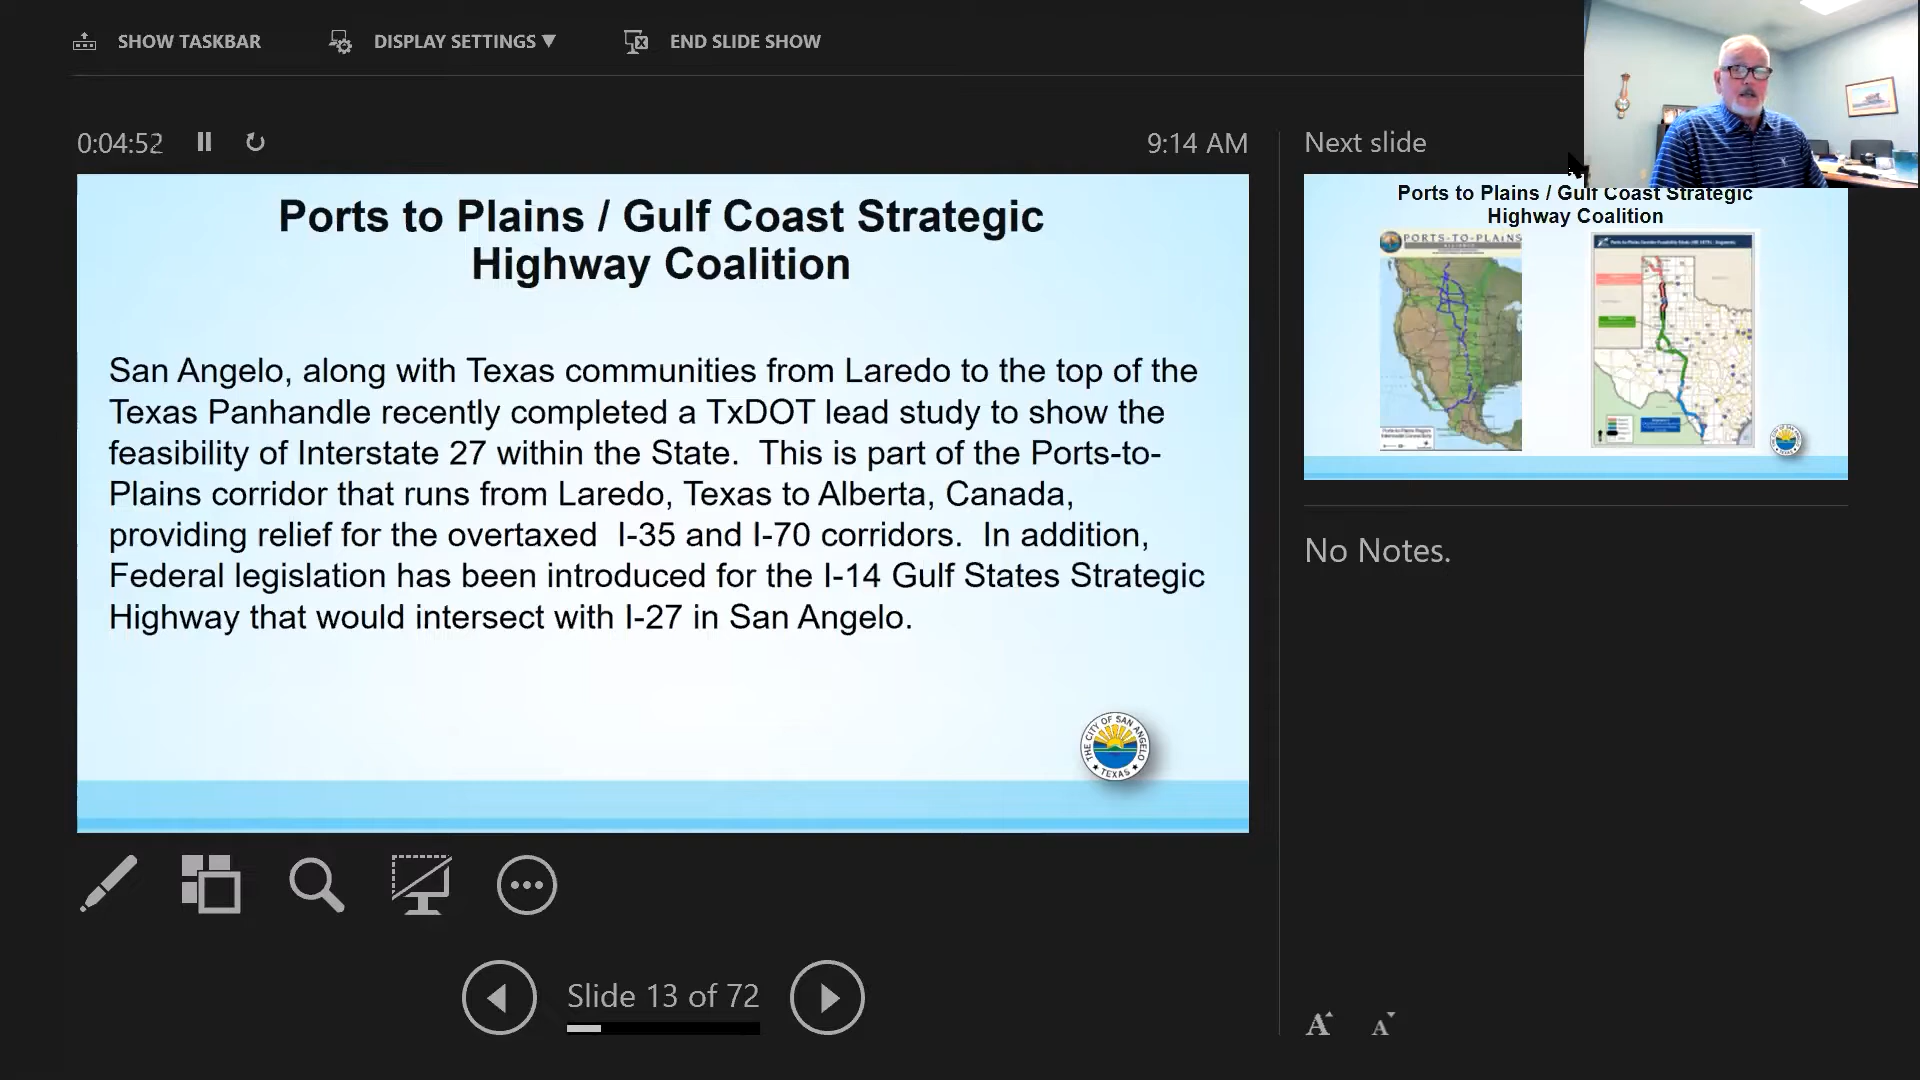 SHOW TASKBAR
DISPLAY SETTINGS ▼
END SLIDE SHOW
0:04:52
9:14 AM
Next slide
Ports to Plains / Gulf Coast Strategic
Highway Coalition
San Angelo, along with Texas communities from Laredo to the top of the
Texas Panhandle recently completed a TxDOT lead study to show the
feasibility of Interstate 27 within the State.  This is part of the Ports-to-
Plains corridor that runs from Laredo, Texas to Alberta, Canada,
providing relief for the overtaxed  I-35 and I-70 corridors.  In addition,
Federal legislation has been introduced for the I-14 Gulf States Strategic
Highway that would intersect with I-27 in San Angelo.
THE CITY OF SAN ANGELO
TEXAS
Ports to Plains / Gulf Coast Strategic
Highway Coalition
PORTS-TO-PLAINS
ALLIANCE
No Notes.
Slide 13 of 72
A A